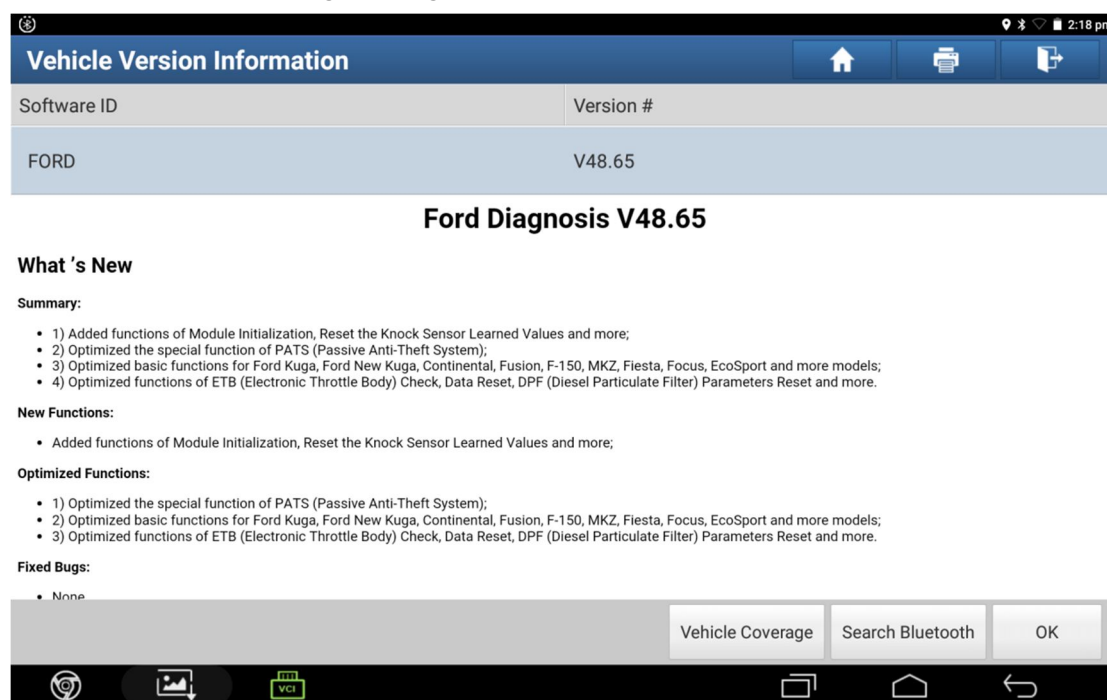 2:18 pm
Vehicle Version Information
Software ID Version #
FORD V48.65
Ford Diagnosis V48.65
What 's New
Summary:
• 1) Added functions of Module Initialization, Reset the Knock Sensor Learned Values and more;
• 2) Optimized the special function of PATS (Passive Anti-Theft System);
• 3) Optimized basic functions for Ford Kuga, Ford New Kuga, Continental, Fusion, F-150, MKZ, Fiesta, Focus, EcoSport and more models;
• 4) Optimized functions of ETB (Electronic Throttle Body) Check, Data Reset, DPF (Diesel Particulate Filter) Parameters Reset and more.
New Functions:
• Added functions of Module Initialization, Reset the Knock Sensor Learned Values and more;
Optimized Functions:
• 1) Optimized the special function of PATS (Passive Anti-Theft System);
• 2) Optimized basic functions for Ford Kuga, Ford New Kuga, Continental, Fusion, F-150, MKZ, Fiesta, Focus, EcoSport and more models;
• 3) Optimized functions of ETB (Electronic Throttle Body) Check, Data Reset, DPF (Diesel Particulate Filter) Parameters Reset and more.
Fixed Bugs:
• None
Vehicle Coverage Search Bluetooth OK
VCI